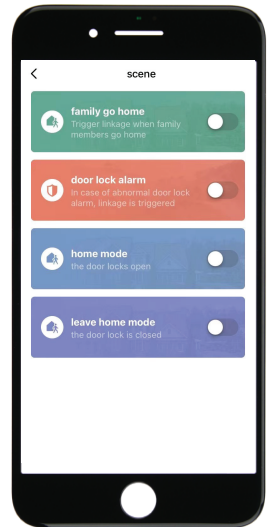 scene
family go home
Trigger linkage when family
members go home
door lock alarm
In case of abnormal door lock
alarm, linkage is triggered
home mode
the door locks open
leave home mode
the door lock is closed